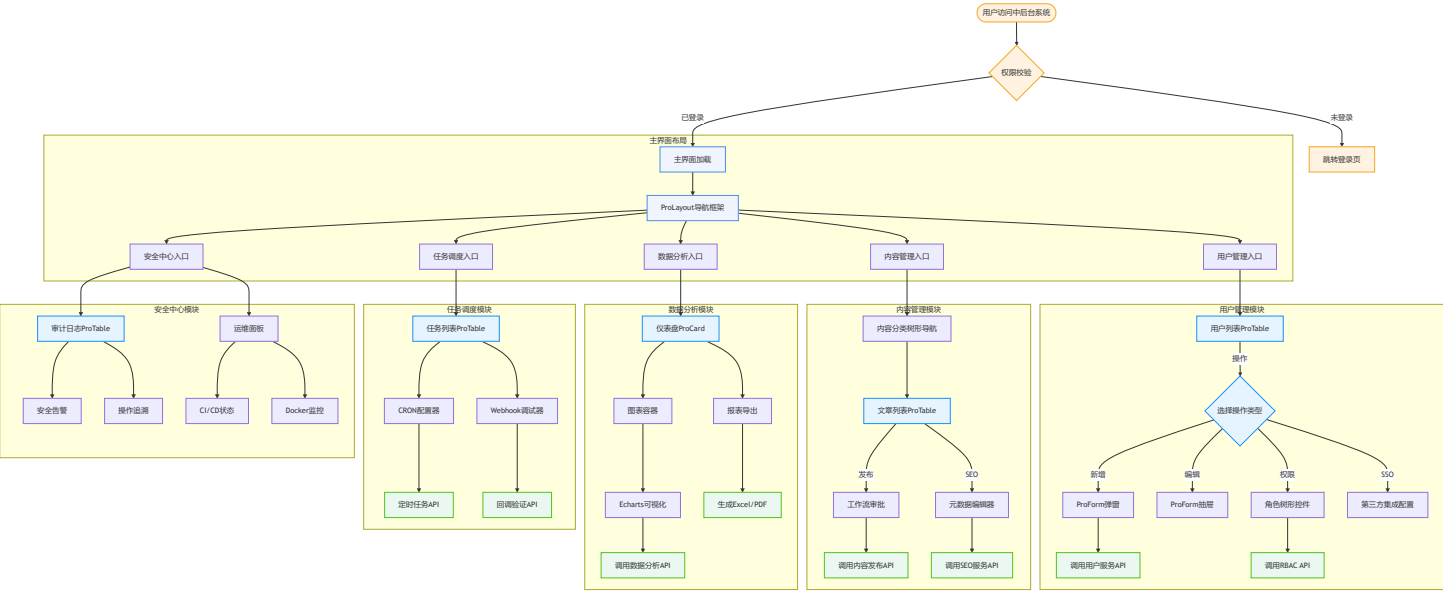 用户访问中后台系统
权限校验
已登录
未登录
主界面布局
主界面加载
跳转登录页
ProLayout导航框架
安全中心入口
任务调度入口
数据分析入口
内容管理入口
用户管理入口
安全中心模块
任务调度模块
数据分析模块
内容管理模块
用户管理模块
审计日志ProTable
运维面板
任务列表ProTable
仪表盘ProCard
内容分类树形导航
用户列表ProTable
操作
安全告警
操作追溯
CI/CD状态
Docker监控
CRON配置器
Webhook调试器
图表容器
报表导出
文章列表ProTable
选择操作类型
发布
SEO
新增
编辑
权限
SSO
定时任务API
回调验证API
Echarts可视化
生成Excel/PDF
工作流审批
元数据编辑器
ProForm弹窗
ProForm抽屉
角色树形控件
第三方集成配置
调用数据分析API
调用内容发布API
调用SEO服务API
调用用户服务API
调用RBAC API